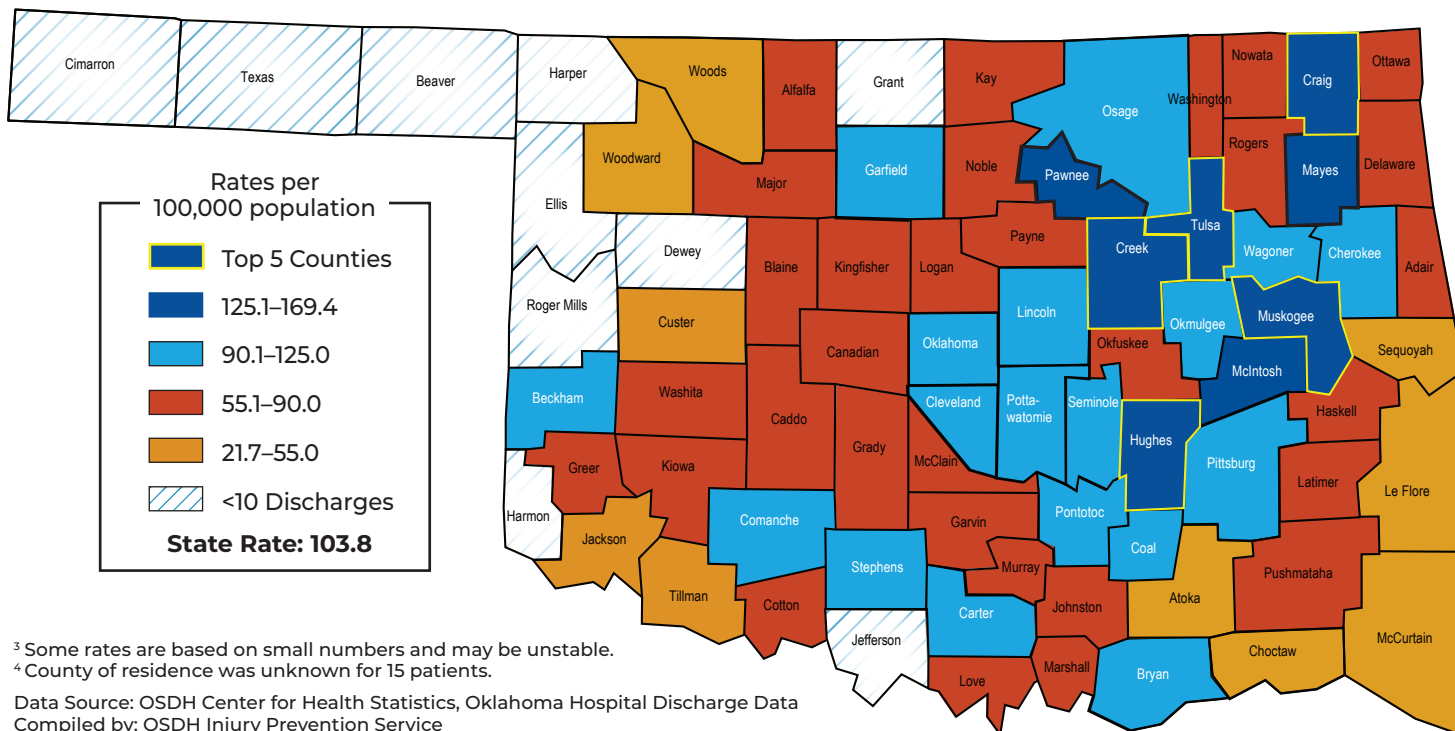 Cimarron
Texas
Beaver
Harper
Woods
Alfalfa
Grant
Kay
Osage
Washington
Nowata
Craig
Ottawa
Woodward
Ellis
Major
Garfield
Noble
Pawnee
Rogers
Mayes
Delaware
Tulsa
Dewey
Blaine
Kingfisher
Logan
Payne
Creek
Wagoner
Cherokee
Adair
Roger Mills
Custer
Canadian
Oklahoma
Lincoln
Okmulgee
Muskogee
Okfuskee
McIntosh
Sequoyah
Beckham
Washita
Caddo
Grady
Cleveland
Potta-
watomie
Seminole
Hughes
Haskell
McClain
Pittsburg
Latimer
Le Flore
Greer
Kiowa
Harmon
Jackson
Comanche
Garvin
Pontotoc
Coal
Stephens
Murray
Tillman
Cotton
Carter
Johnston
Atoka
Pushmataha
Jefferson
Love
Marshall
Bryan
Choctaw
McCurtain
Rates per
100,000 population
Top 5 Counties
125.1–169.4
90.1–125.0
55.1–90.0
21.7–55.0
<10 Discharges
State Rate: 103.8
³ Some rates are based on small numbers and may be unstable.
⁴ County of residence was unknown for 15 patients.
Data Source: OSDH Center for Health Statistics, Oklahoma Hospital Discharge Data
Compiled by: OSDH Injury Prevention Service